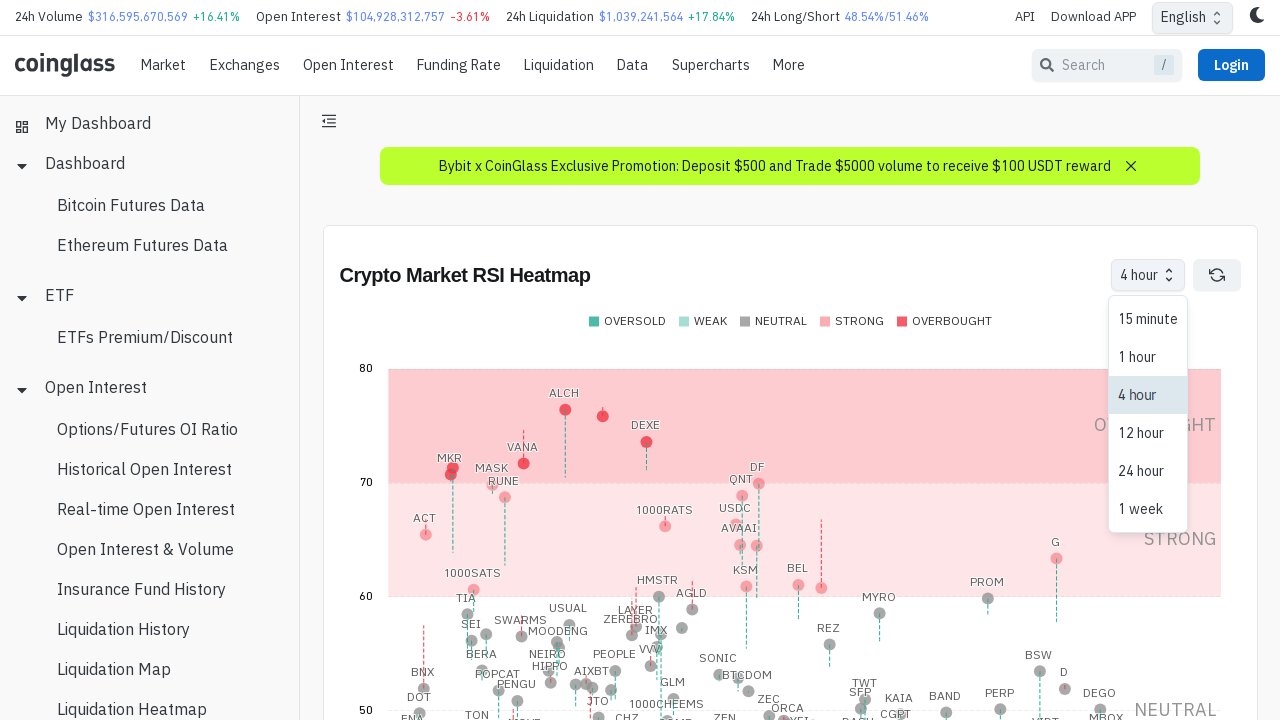 24h Volume $316,595,670,569 +16.41% Open Interest $104,928,312,757 -3.61% 24h Liquidation $1,039,241,564 +17.84% 24h Long/Short 48.54%/51.46% API Download APP English
coinglass Market Exchanges Open Interest Funding Rate Liquidation Data Supercharts More Search / Login
My Dashboard
Dashboard
Bitcoin Futures Data
Ethereum Futures Data
ETF
ETFs Premium/Discount
Open Interest
Options/Futures OI Ratio
Historical Open Interest
Real-time Open Interest
Open Interest & Volume
Insurance Fund History
Liquidation History
Liquidation Map
Liquidation Heatmap
Bybit x CoinGlass Exclusive Promotion: Deposit $500 and Trade $5000 volume to receive $100 USDT reward
Crypto Market RSI Heatmap
4 hour
15 minute
1 hour
4 hour
12 hour
24 hour
1 week
OVERSOLD WEAK NEUTRAL STRONG OVERBOUGHT
80
ALCH
DEXE
VANA
MKR
MASK
DF
70
RUNE
QNT
1000RATS
USDC
ACT
AVAAI
STRONG
G
BEL
KSM
1000SATS
HMSTR
PROM
AGLD
60
TIA
MYRO
USUAL
LAYER
SWARMS
ZEREBRO
SEI
MOODENG
IMX
REZ
VVV
BERA
NEIRO
PEOPLE
SONIC
BSW
HIPPO
AIXBT
BNX
POPCAT
BTCDOM
D
PENGU
GLM
TWT
SFP
DOT
JTO
1000CHEEMS
ZEC
KAIA
BAND
PERP
DEGO
ORCA
50
TON
CHZ
ZEN
CGPT
MBOX
NEUTRAL